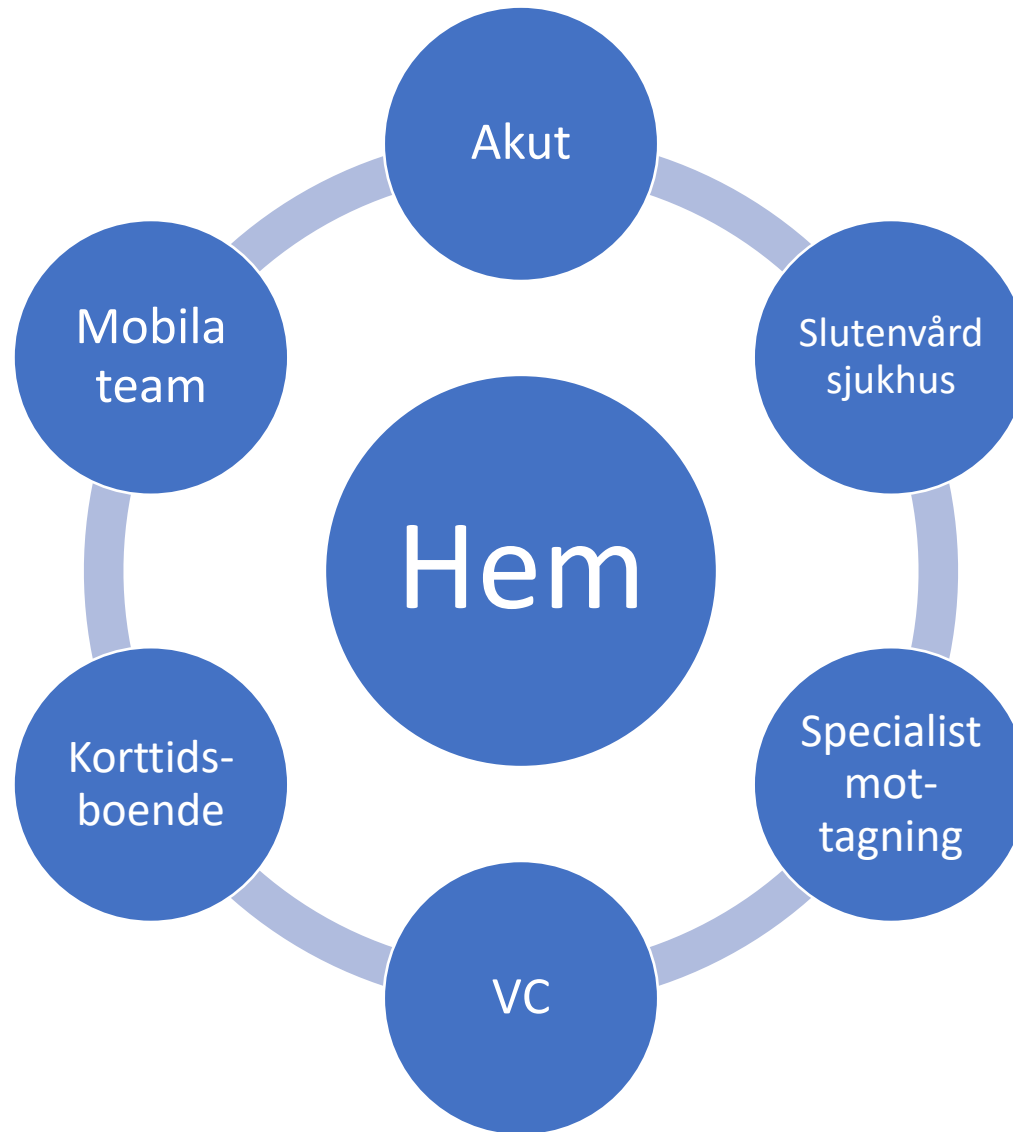 Akut
Mobila
team
Slutenvård
sjukhus
Hem
Korttids-
boende
Specialist
mot-
tagning
VC